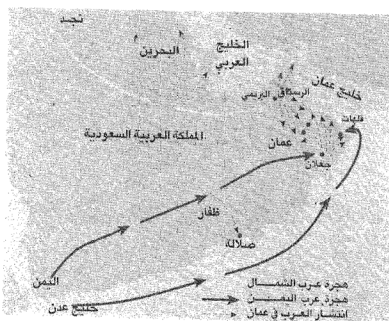 نجد
البحرين
الخليج
العربي
خليج عمان
الرستاق
البريمي
قلهات
المملكة العربية السعودية
عمان
جعلان
ظفار
صلالة
اليمن
خليج عدن
هجرة عرب الشمال
هجرة عرب اليمن
انتشار العرب في عمان